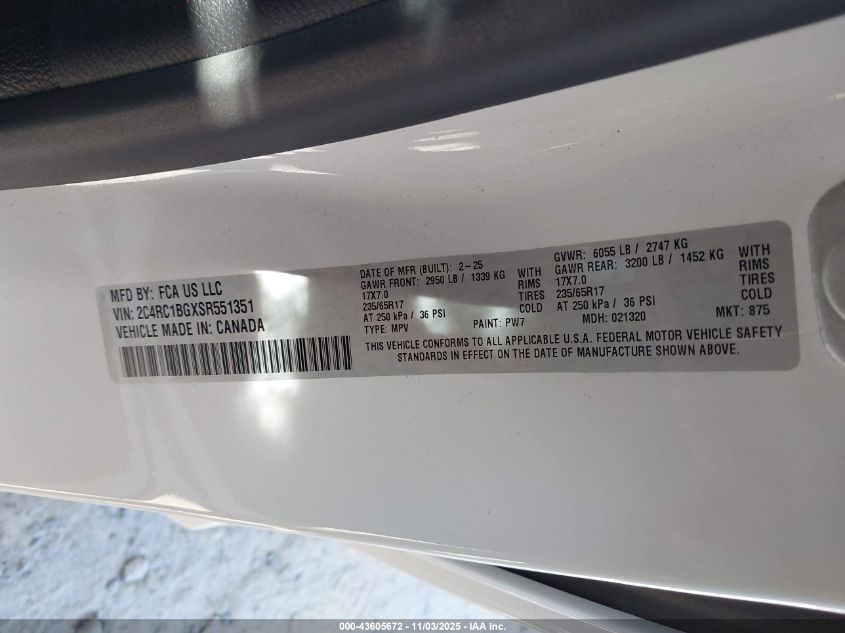 MFD BY: FCA US LLC
VIN: 2C4RC1BGXSR551351
VEHICLE MADE IN: CANADA
DATE OF MFR (BUILT): 2-25
GAWR FRONT: 2950 LB / 1339 KG WITH
17X7.0 RIMS
235/65R17 TIRES
AT 250 kPa / 36 PSI COLD
TYPE: MPV PAINT: PW7
GVWR: 6055 LB / 2747 KG
GAWR REAR: 3200 LB / 1452 KG WITH
17X7.0 RIMS
235/65R17 TIRES
AT 250 kPa / 36 PSI COLD
MDH: 021320 MKT: 875
THIS VEHICLE CONFORMS TO ALL APPLICABLE U.S.A. FEDERAL MOTOR VEHICLE SAFETY
STANDARDS IN EFFECT ON THE DATE OF MANUFACTURE SHOWN ABOVE.
000-43605672 - 11/03/2025 - IAA Inc.